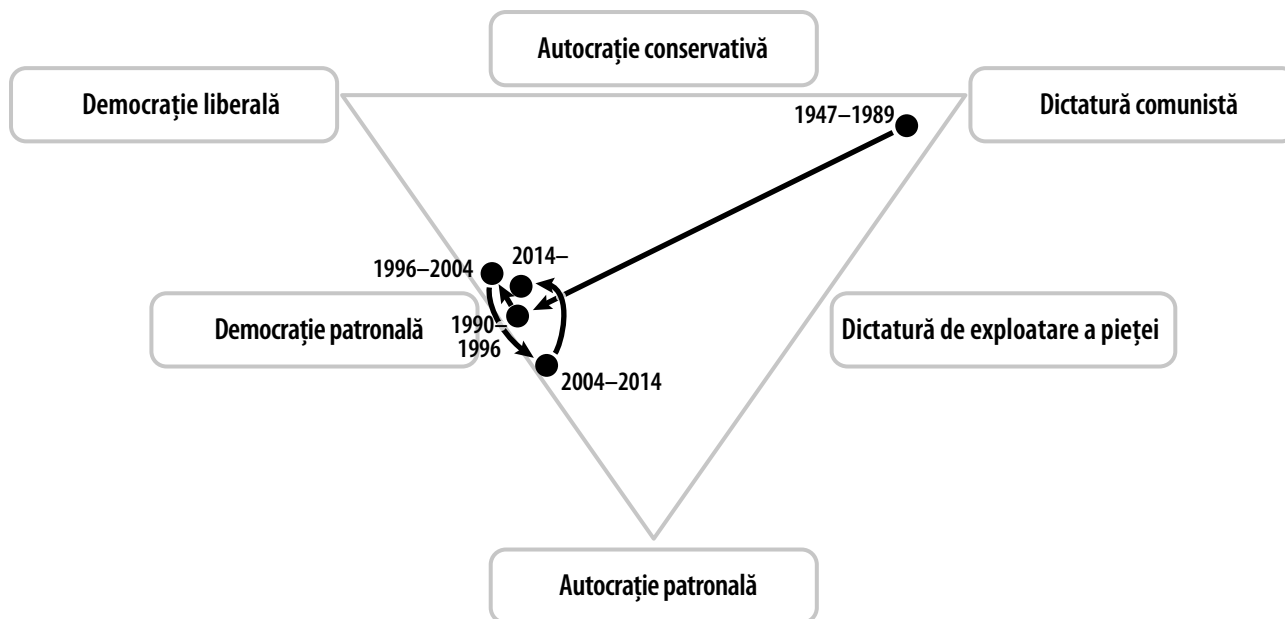 Autocrație conservativă
Democrație liberală
Dictatură comunistă
1947–1989
2014–
1996–2004
Democrație patronală
1990–
1996
Dictatură de exploatare a pieței
2004–2014
Autocrație patronală